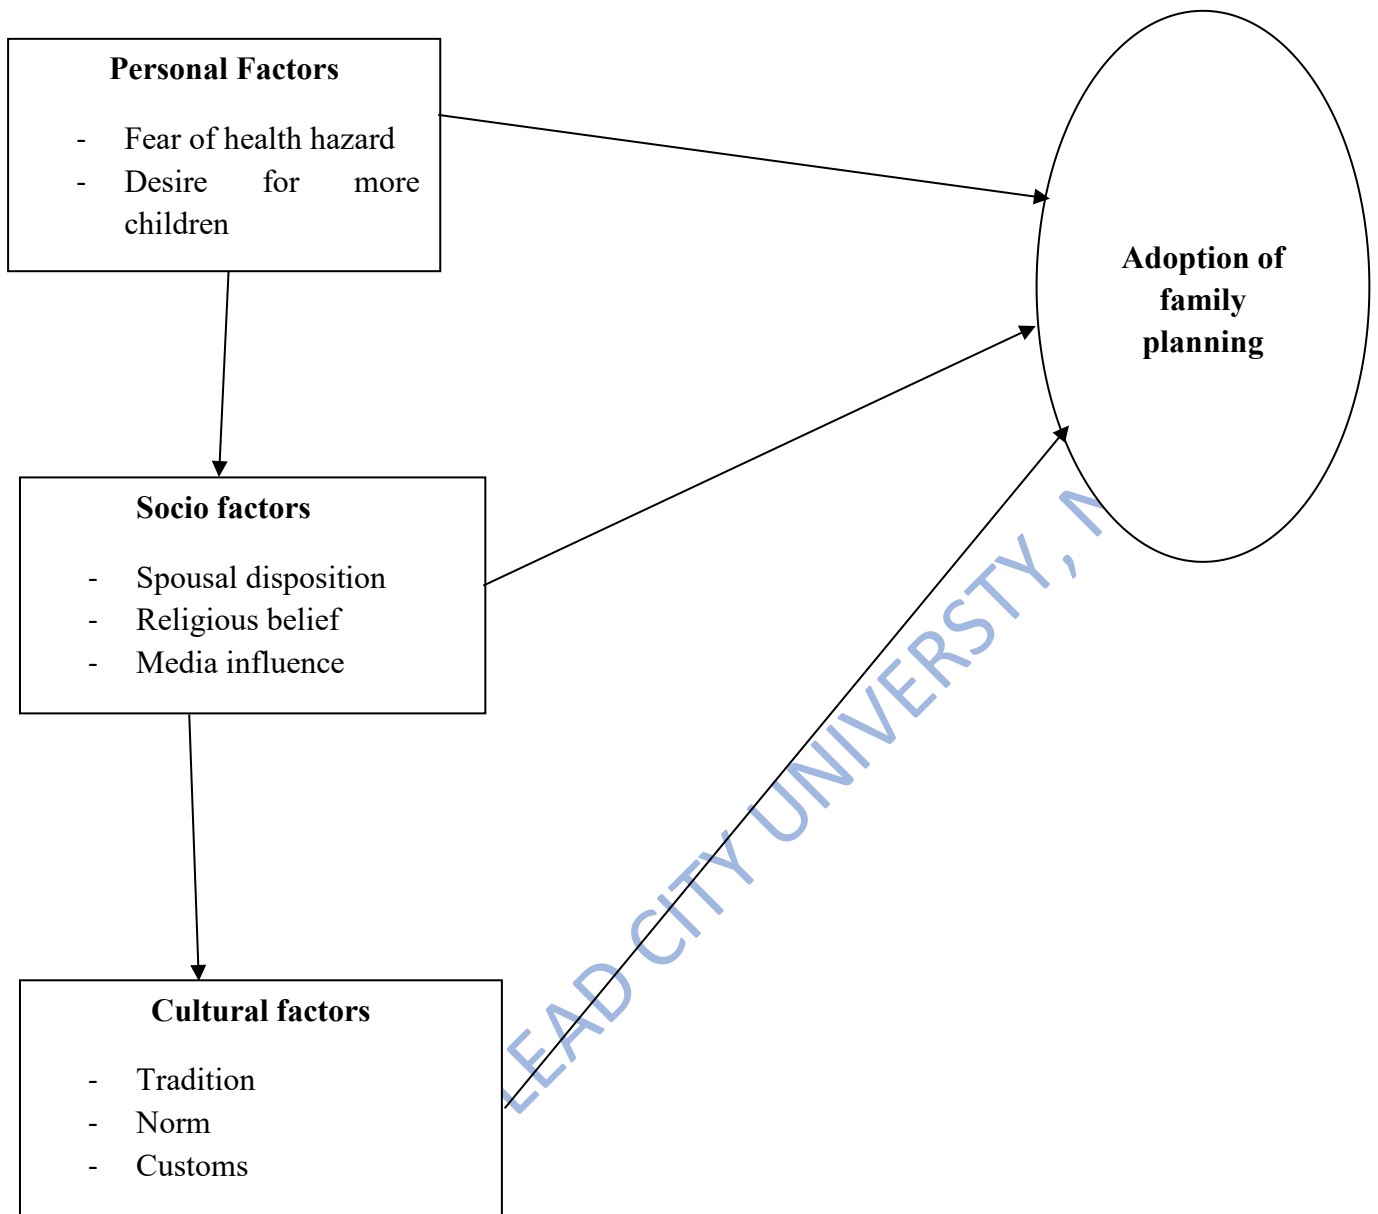 Personal Factors
- Fear of health hazard
- Desire for more
children
Adoption of
family
planning
Socio factors
- Spousal disposition
- Religious belief
- Media influence
Cultural factors
- Tradition
- Norm
- Customs
LEAD CITY UNIVERSTY, N